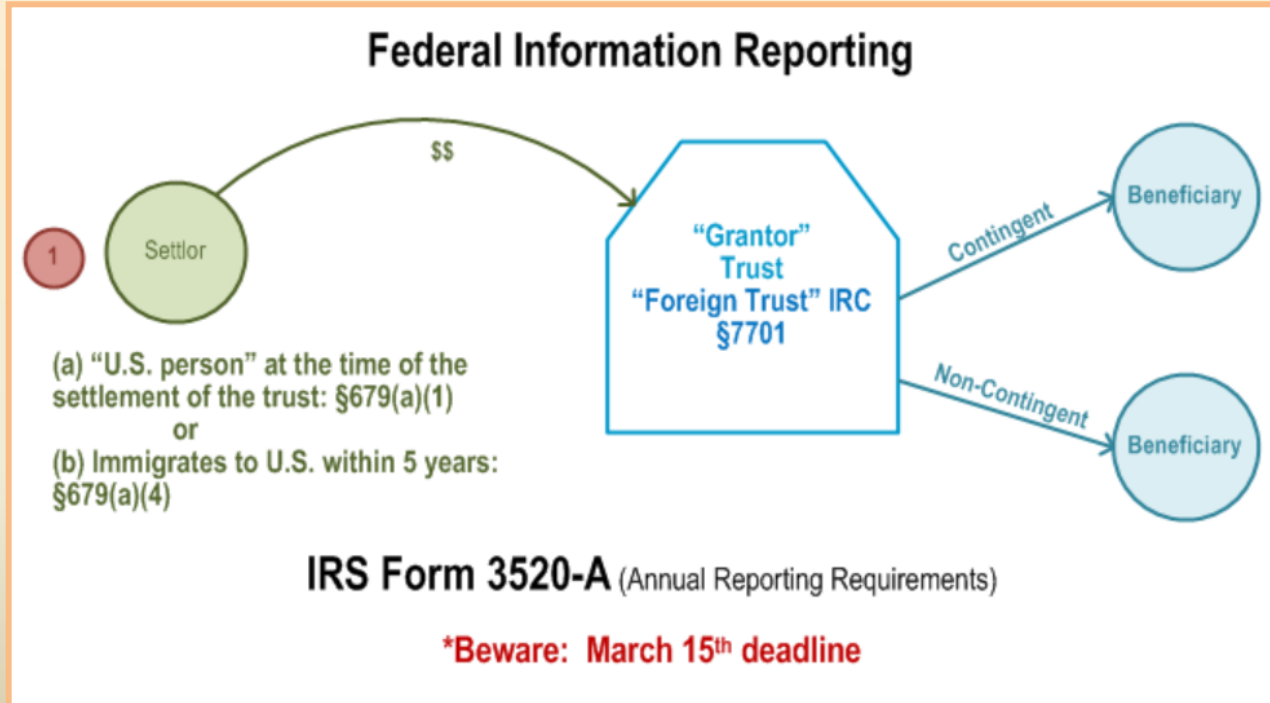 Federal Information Reporting
$$
1
Settlor
“Grantor”
Trust
“Foreign Trust” IRC
§7701
Contingent
Beneficiary
Non-Contingent
Beneficiary
(a) “U.S. person” at the time of the
settlement of the trust: §679(a)(1)
or
(b) Immigrates to U.S. within 5 years:
§679(a)(4)
IRS Form 3520-A (Annual Reporting Requirements)
*Beware: March 15th deadline